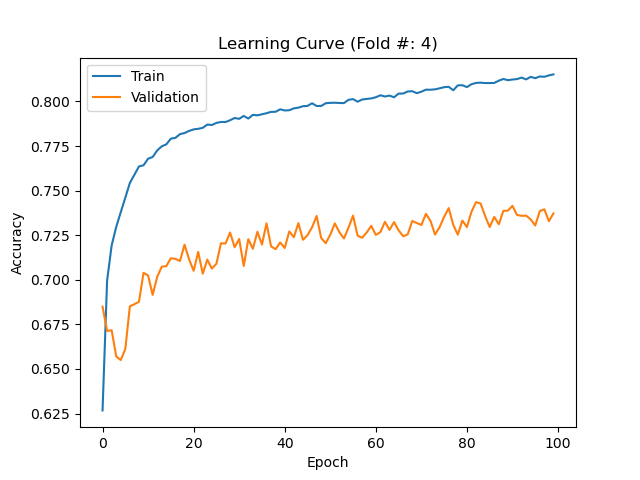 Learning Curve (Fold #: 4)
Train
Validation
0.800
0.775
0.750
0.725
0.700
0.675
0.650
0.625
Accuracy
0 20 40 60 80 100
Epoch